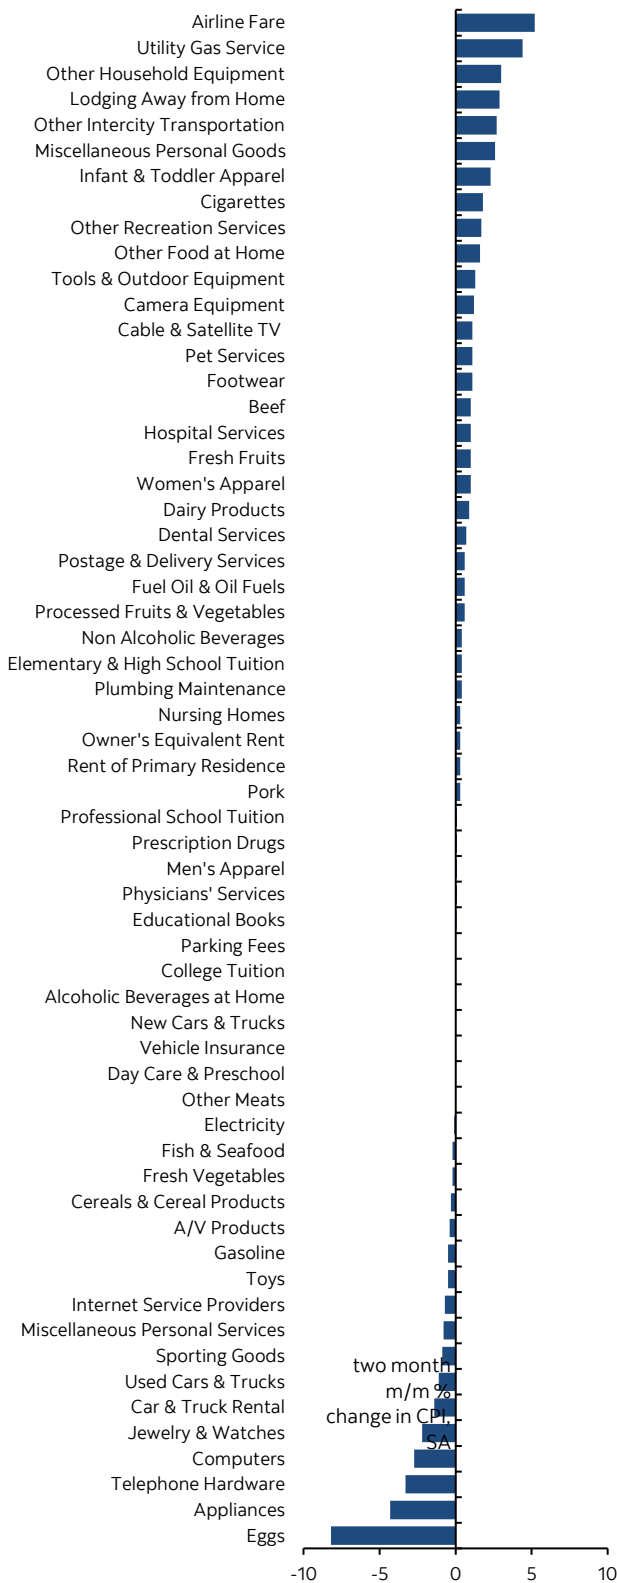 Airline Fare
Utility Gas Service
Other Household Equipment
Lodging Away from Home
Other Intercity Transportation
Miscellaneous Personal Goods
Infant & Toddler Apparel
Cigarettes
Other Recreation Services
Other Food at Home
Tools & Outdoor Equipment
Camera Equipment
Cable & Satellite TV
Pet Services
Footwear
Beef
Hospital Services
Fresh Fruits
Women's Apparel
Dairy Products
Dental Services
Postage & Delivery Services
Fuel Oil & Oil Fuels
Processed Fruits & Vegetables
Non Alcoholic Beverages
Elementary & High School Tuition
Plumbing Maintenance
Nursing Homes
Owner's Equivalent Rent
Rent of Primary Residence
Pork
Professional School Tuition
Prescription Drugs
Men's Apparel
Physicians' Services
Educational Books
Parking Fees
College Tuition
Alcoholic Beverages at Home
New Cars & Trucks
Vehicle Insurance
Day Care & Preschool
Other Meats
Electricity
Fish & Seafood
Fresh Vegetables
Cereals & Cereal Products
A/V Products
Gasoline
Toys
Internet Service Providers
Miscellaneous Personal Services
Sporting Goods
Used Cars & Trucks
Car & Truck Rental
Jewelry & Watches
Computers
Telephone Hardware
Appliances
Eggs
two month
m/m %
change in CPI,
SA
-10 -5 0 5 10